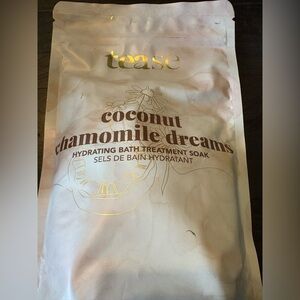 tease
coconut
chamomile dreams
HYDRATING BATH TREATMENT SOAK
SELS DE BAIN HYDRATANT